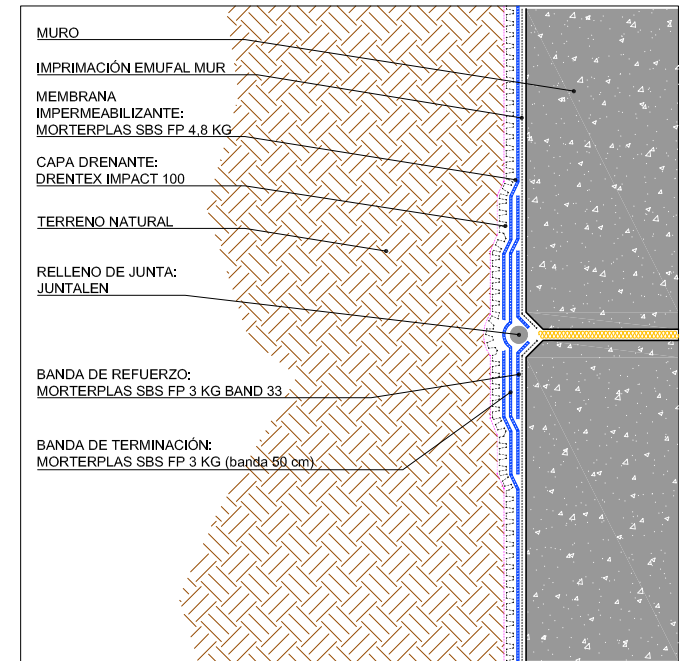 MURO
IMPRIMACIÓN EMUFAL MUR
MEMBRANA
IMPERMEABILIZANTE:
MORTERPLAS SBS FP 4,8 KG
CAPA DRENANTE:
DRENTEX IMPACT 100
TERRENO NATURAL
RELLENO DE JUNTA:
JUNTALEN
BANDA DE REFUERZO:
MORTERPLAS SBS FP 3 KG BAND 33
BANDA DE TERMINACIÓN:
MORTERPLAS SBS FP 3 KG (banda 50 cm)